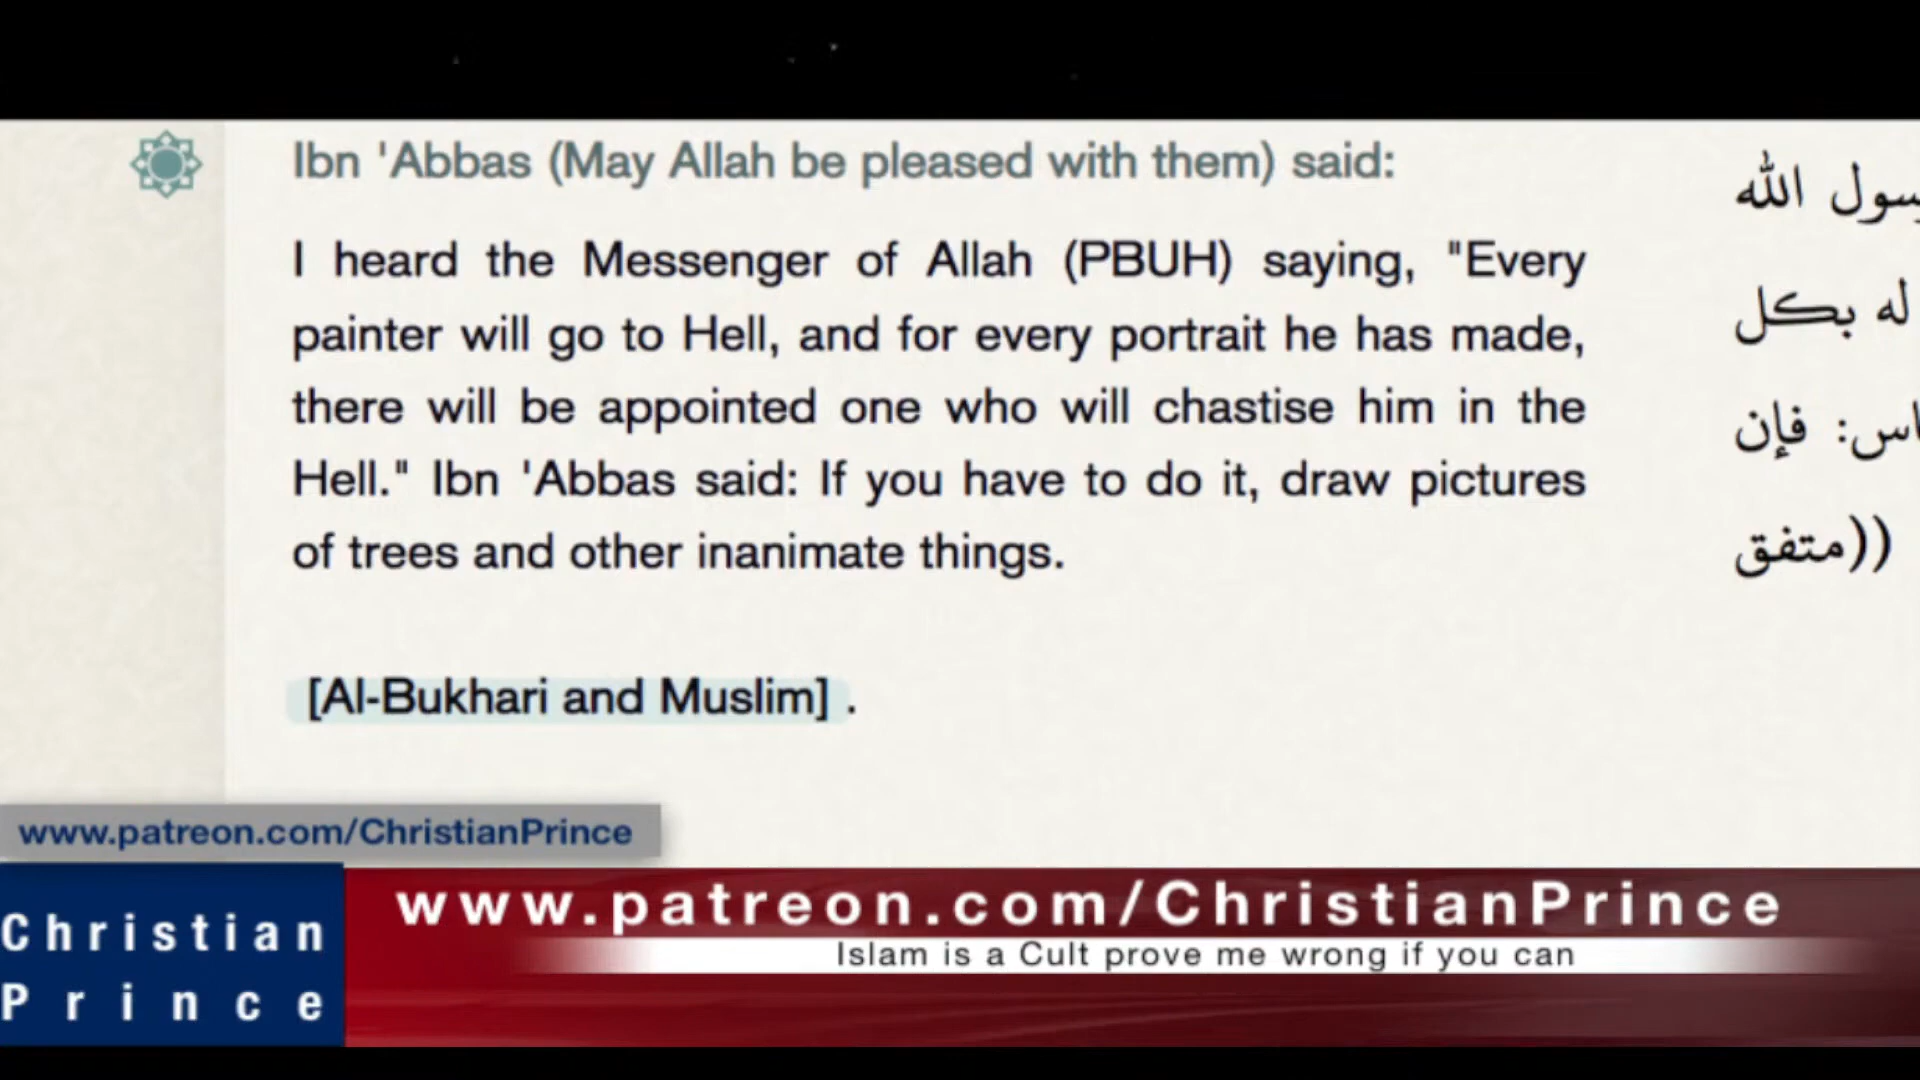 Ibn 'Abbas (May Allah be pleased with them) said:
I heard the Messenger of Allah (PBUH) saying, "Every
painter will go to Hell, and for every portrait he has made,
there will be appointed one who will chastise him in the
Hell." Ibn 'Abbas said: If you have to do it, draw pictures
of trees and other inanimate things.
[Al-Bukhari and Muslim] .
سول الله
له بكل
اس: فإن
((متفق
www.patreon.com/ChristianPrince
Christian
Prince
www.patreon.com/ChristianPrince
Islam is a Cult prove me wrong if you can